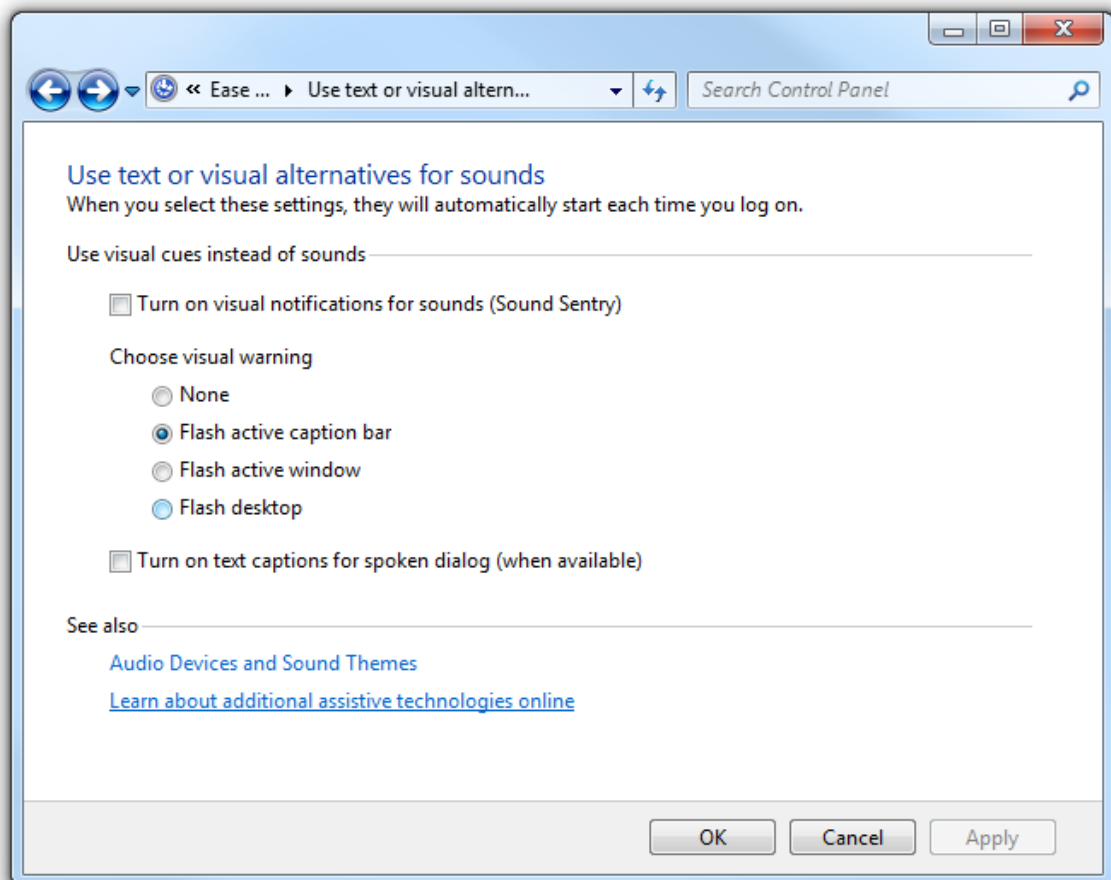 « Ease ... Use text or visual altern... Search Control Panel
Use text or visual alternatives for sounds
When you select these settings, they will automatically start each time you log on.
Use visual cues instead of sounds
Turn on visual notifications for sounds (Sound Sentry)
Choose visual warning
None
Flash active caption bar
Flash active window
Flash desktop
Turn on text captions for spoken dialog (when available)
See also
Audio Devices and Sound Themes
Learn about additional assistive technologies online
OK Cancel Apply